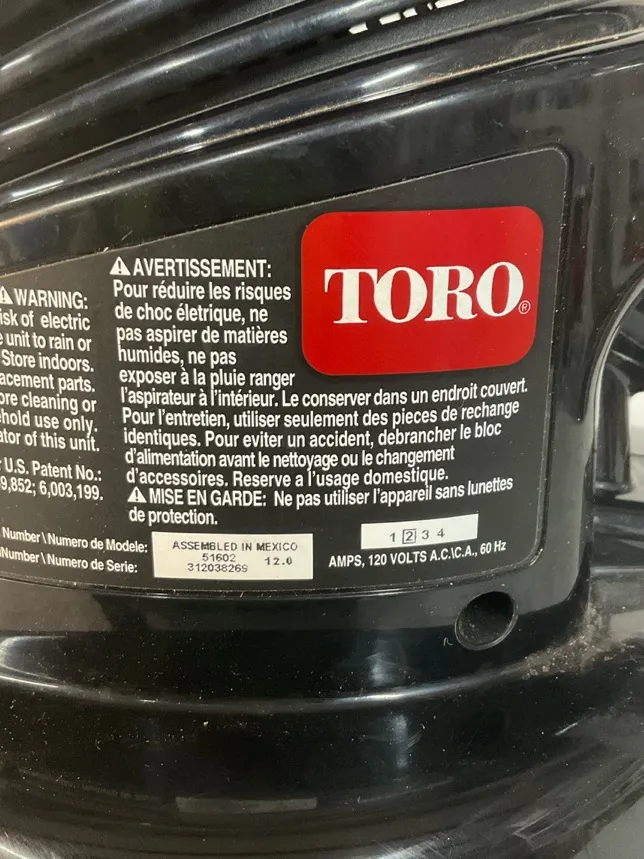 TORO®
⚠ WARNING:
isk of electric
unit to rain or
Store indoors.
acement parts.
ore cleaning or
hold use only.
ator of this unit.
U.S. Patent No.:
9,852; 6,003,199.
⚠ AVERTISSEMENT:
Pour réduire les risques
de choc életrique, ne
pas aspirer de matières
humides, ne pas
exposer à la pluie ranger
l'aspirateur à l'intérieur. Le conserver dans un endroit couvert.
Pour l'entretien, utiliser seulement des pieces de rechange
identiques. Pour eviter un accident, debrancher le bloc
d'alimentation avant le nettoyage ou le changement
d'accessoires. Reserve a l'usage domestique.
⚠ MISE EN GARDE: Ne pas utiliser l'appareil sans lunettes
de protection.
Number\Numero de Modele:
Number\Numero de Serie:
ASSEMBLED IN MEXICO
51602 12.0
312038269
1 2 3 4
AMPS, 120 VOLTS A.C.\C.A., 60 Hz